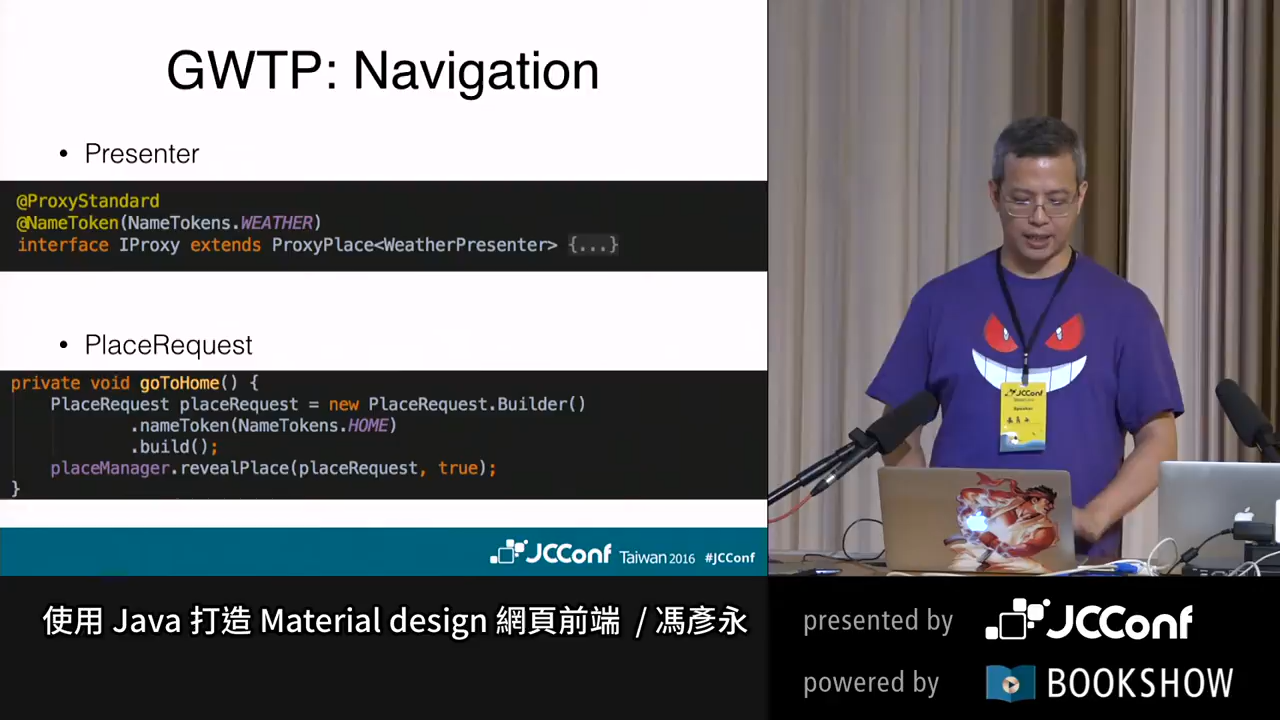 GWTP: Navigation
• Presenter
@ProxyStandard
@NameToken(NameTokens.WEATHER)
interface IProxy extends ProxyPlace<WeatherPresenter> {...}
• PlaceRequest
private void goToHome() {
PlaceRequest placeRequest = new PlaceRequest.Builder()
.nameToken(NameTokens.HOME)
.build();
placeManager.revealPlace(placeRequest, true);
}
JCConf Taiwan 2016 #JCConf
使用 Java 打造 Material design 網頁前端 / 馮彥永
JCConf
Speaker
presented by JCConf
powered by BOOKSHOW